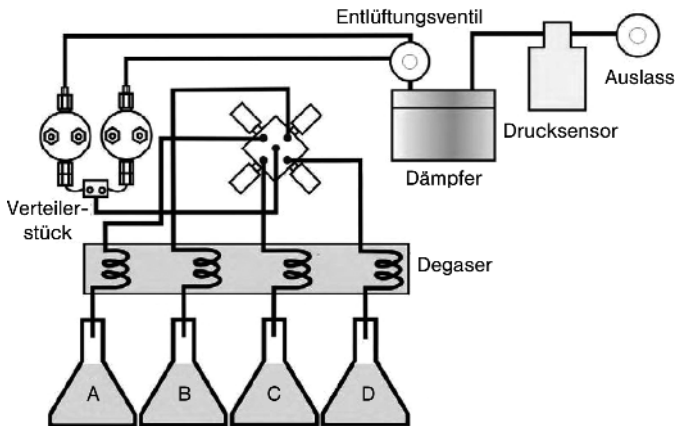 Entlüftungsventil
Auslass
Drucksensor
Dämpfer
Verteiler-
stück
Degaser
A
B
C
D